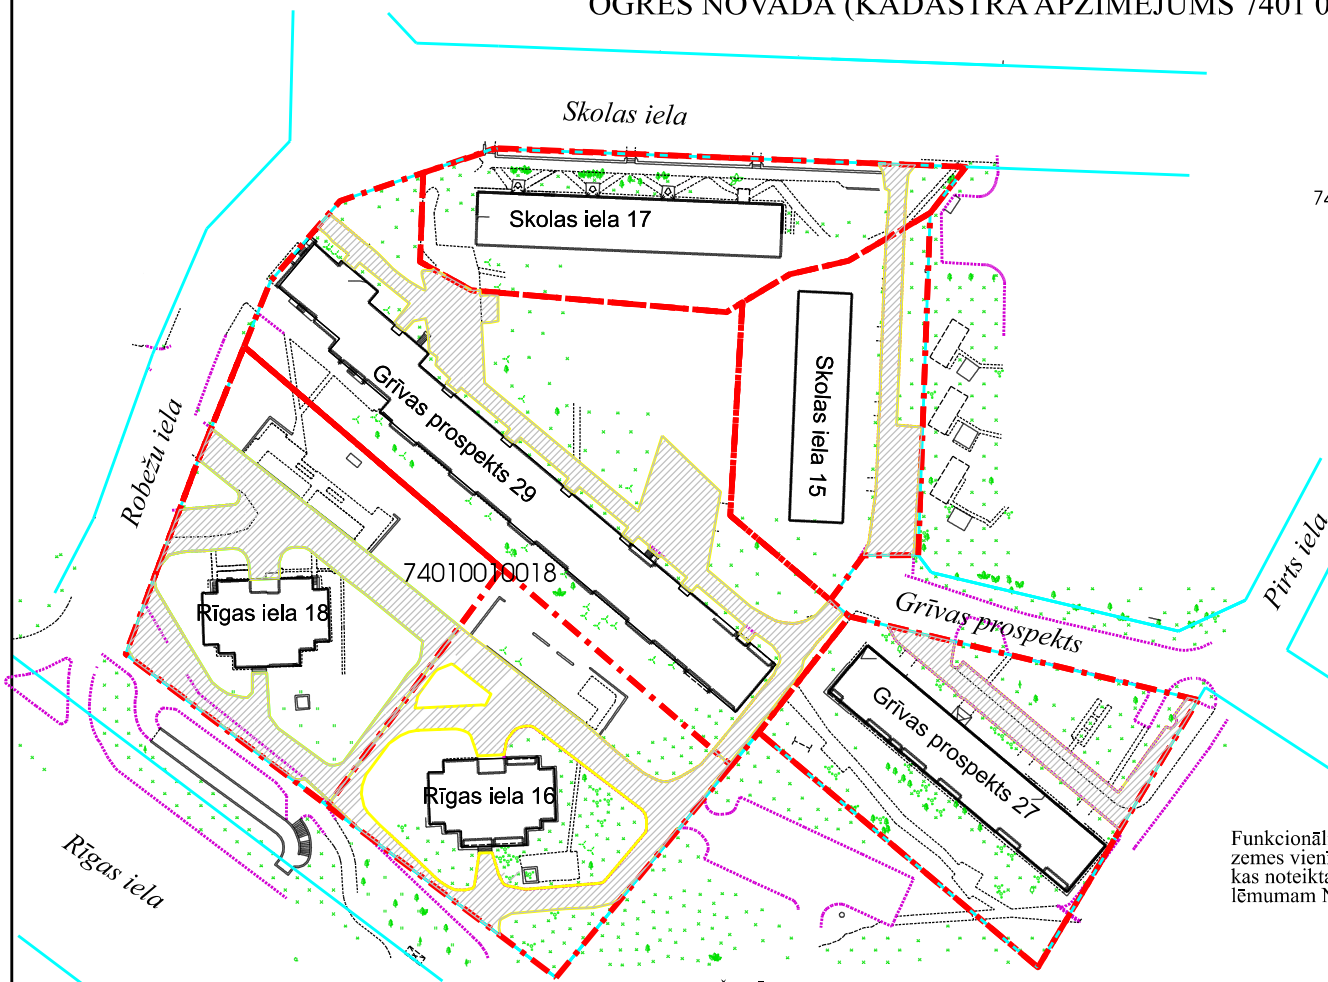 OGRES NOVADĀ (KADASTRA APZĪMĒJUMS 7401 0
Skolas iela
74
Skolas iela 17
Skolas iela 15
Grīvas prospekts 29
Robežu iela
74010010018
Pirts iela
Grīvas prospekts
Rīgas iela 18
Grīvas prospekts 27
Rīgas iela 16
Rīgas iela
Funkcionāl
zemes vien
kas noteikt
lēmumam N